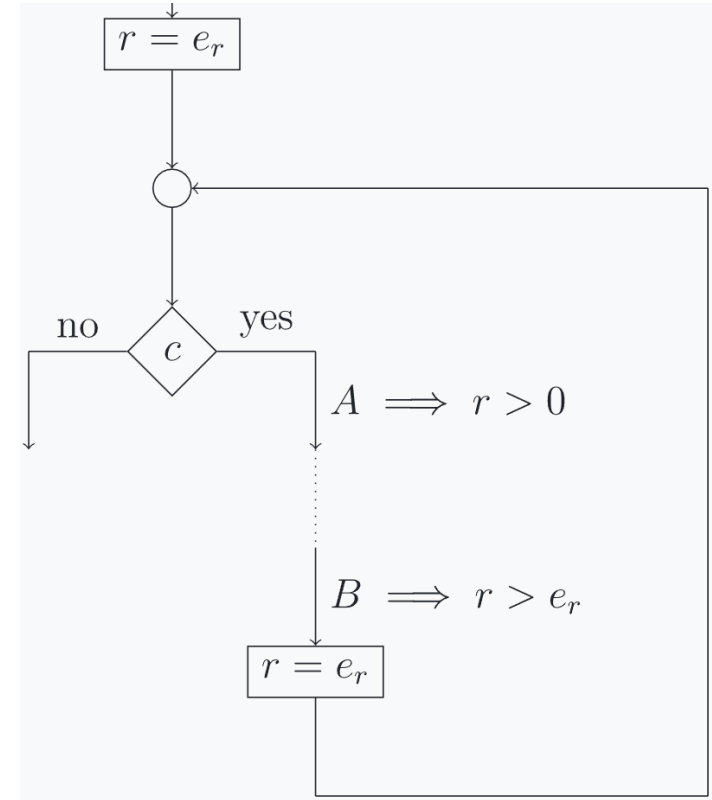 r = e_r
no
yes
c
A ⟹ r > 0
B ⟹ r > e_r
r = e_r